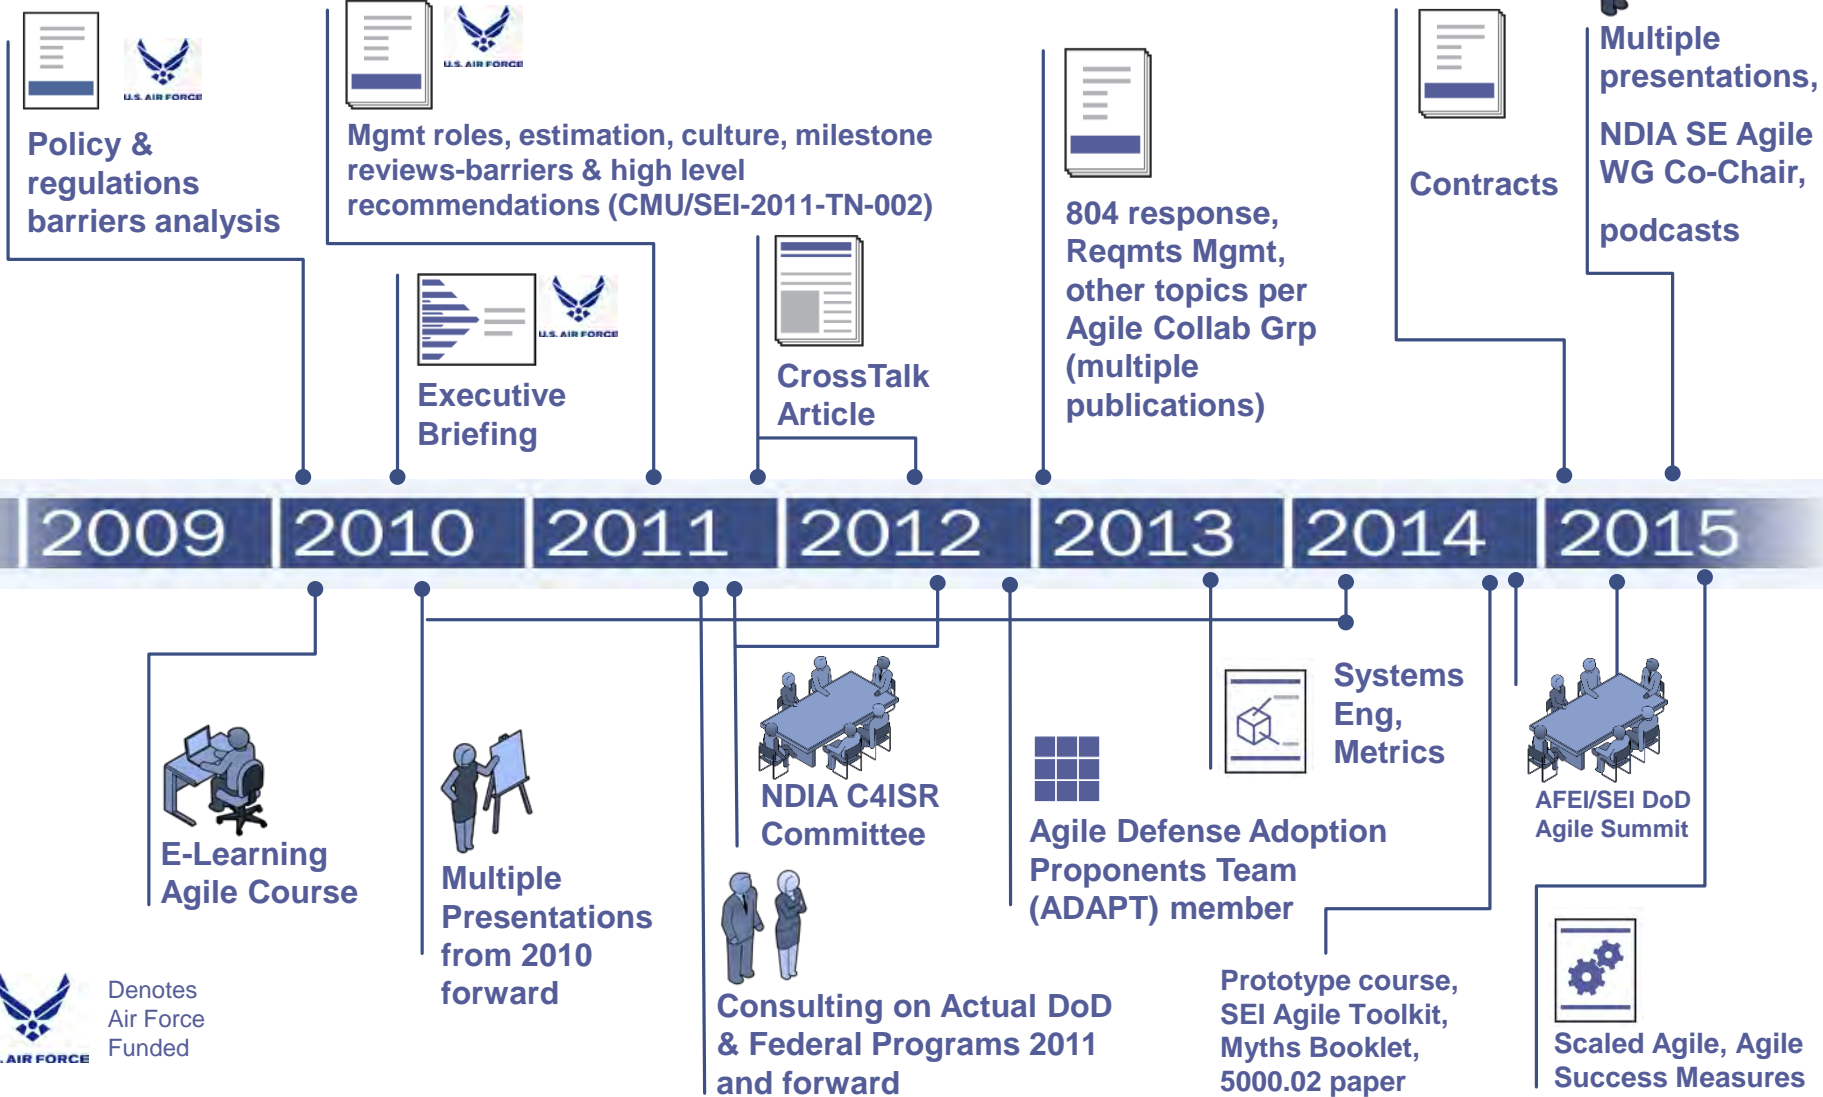 U.S. AIR FORCE
Policy &
regulations
barriers analysis
U.S. AIR FORCE
Mgmt roles, estimation, culture, milestone
reviews-barriers & high level
recommendations (CMU/SEI-2011-TN-002)
U.S. AIR FORCE
Executive
Briefing
CrossTalk
Article
804 response,
Reqmts Mgmt,
other topics per
Agile Collab Grp
(multiple
publications)
Contracts
Multiple
presentations,
NDIA SE Agile
WG Co-Chair,
podcasts
2009
2010
2011
2012
2013
2014
2015
E-Learning
Agile Course
Multiple
Presentations
from 2010
forward
NDIA C4ISR
Committee
Consulting on Actual DoD
& Federal Programs 2011
and forward
Agile Defense Adoption
Proponents Team
(ADAPT) member
Systems
Eng,
Metrics
Prototype course,
SEI Agile Toolkit,
Myths Booklet,
5000.02 paper
AFEI/SEI DoD
Agile Summit
Scaled Agile, Agile
Success Measures
. AIR FORCE
Denotes
Air Force
Funded